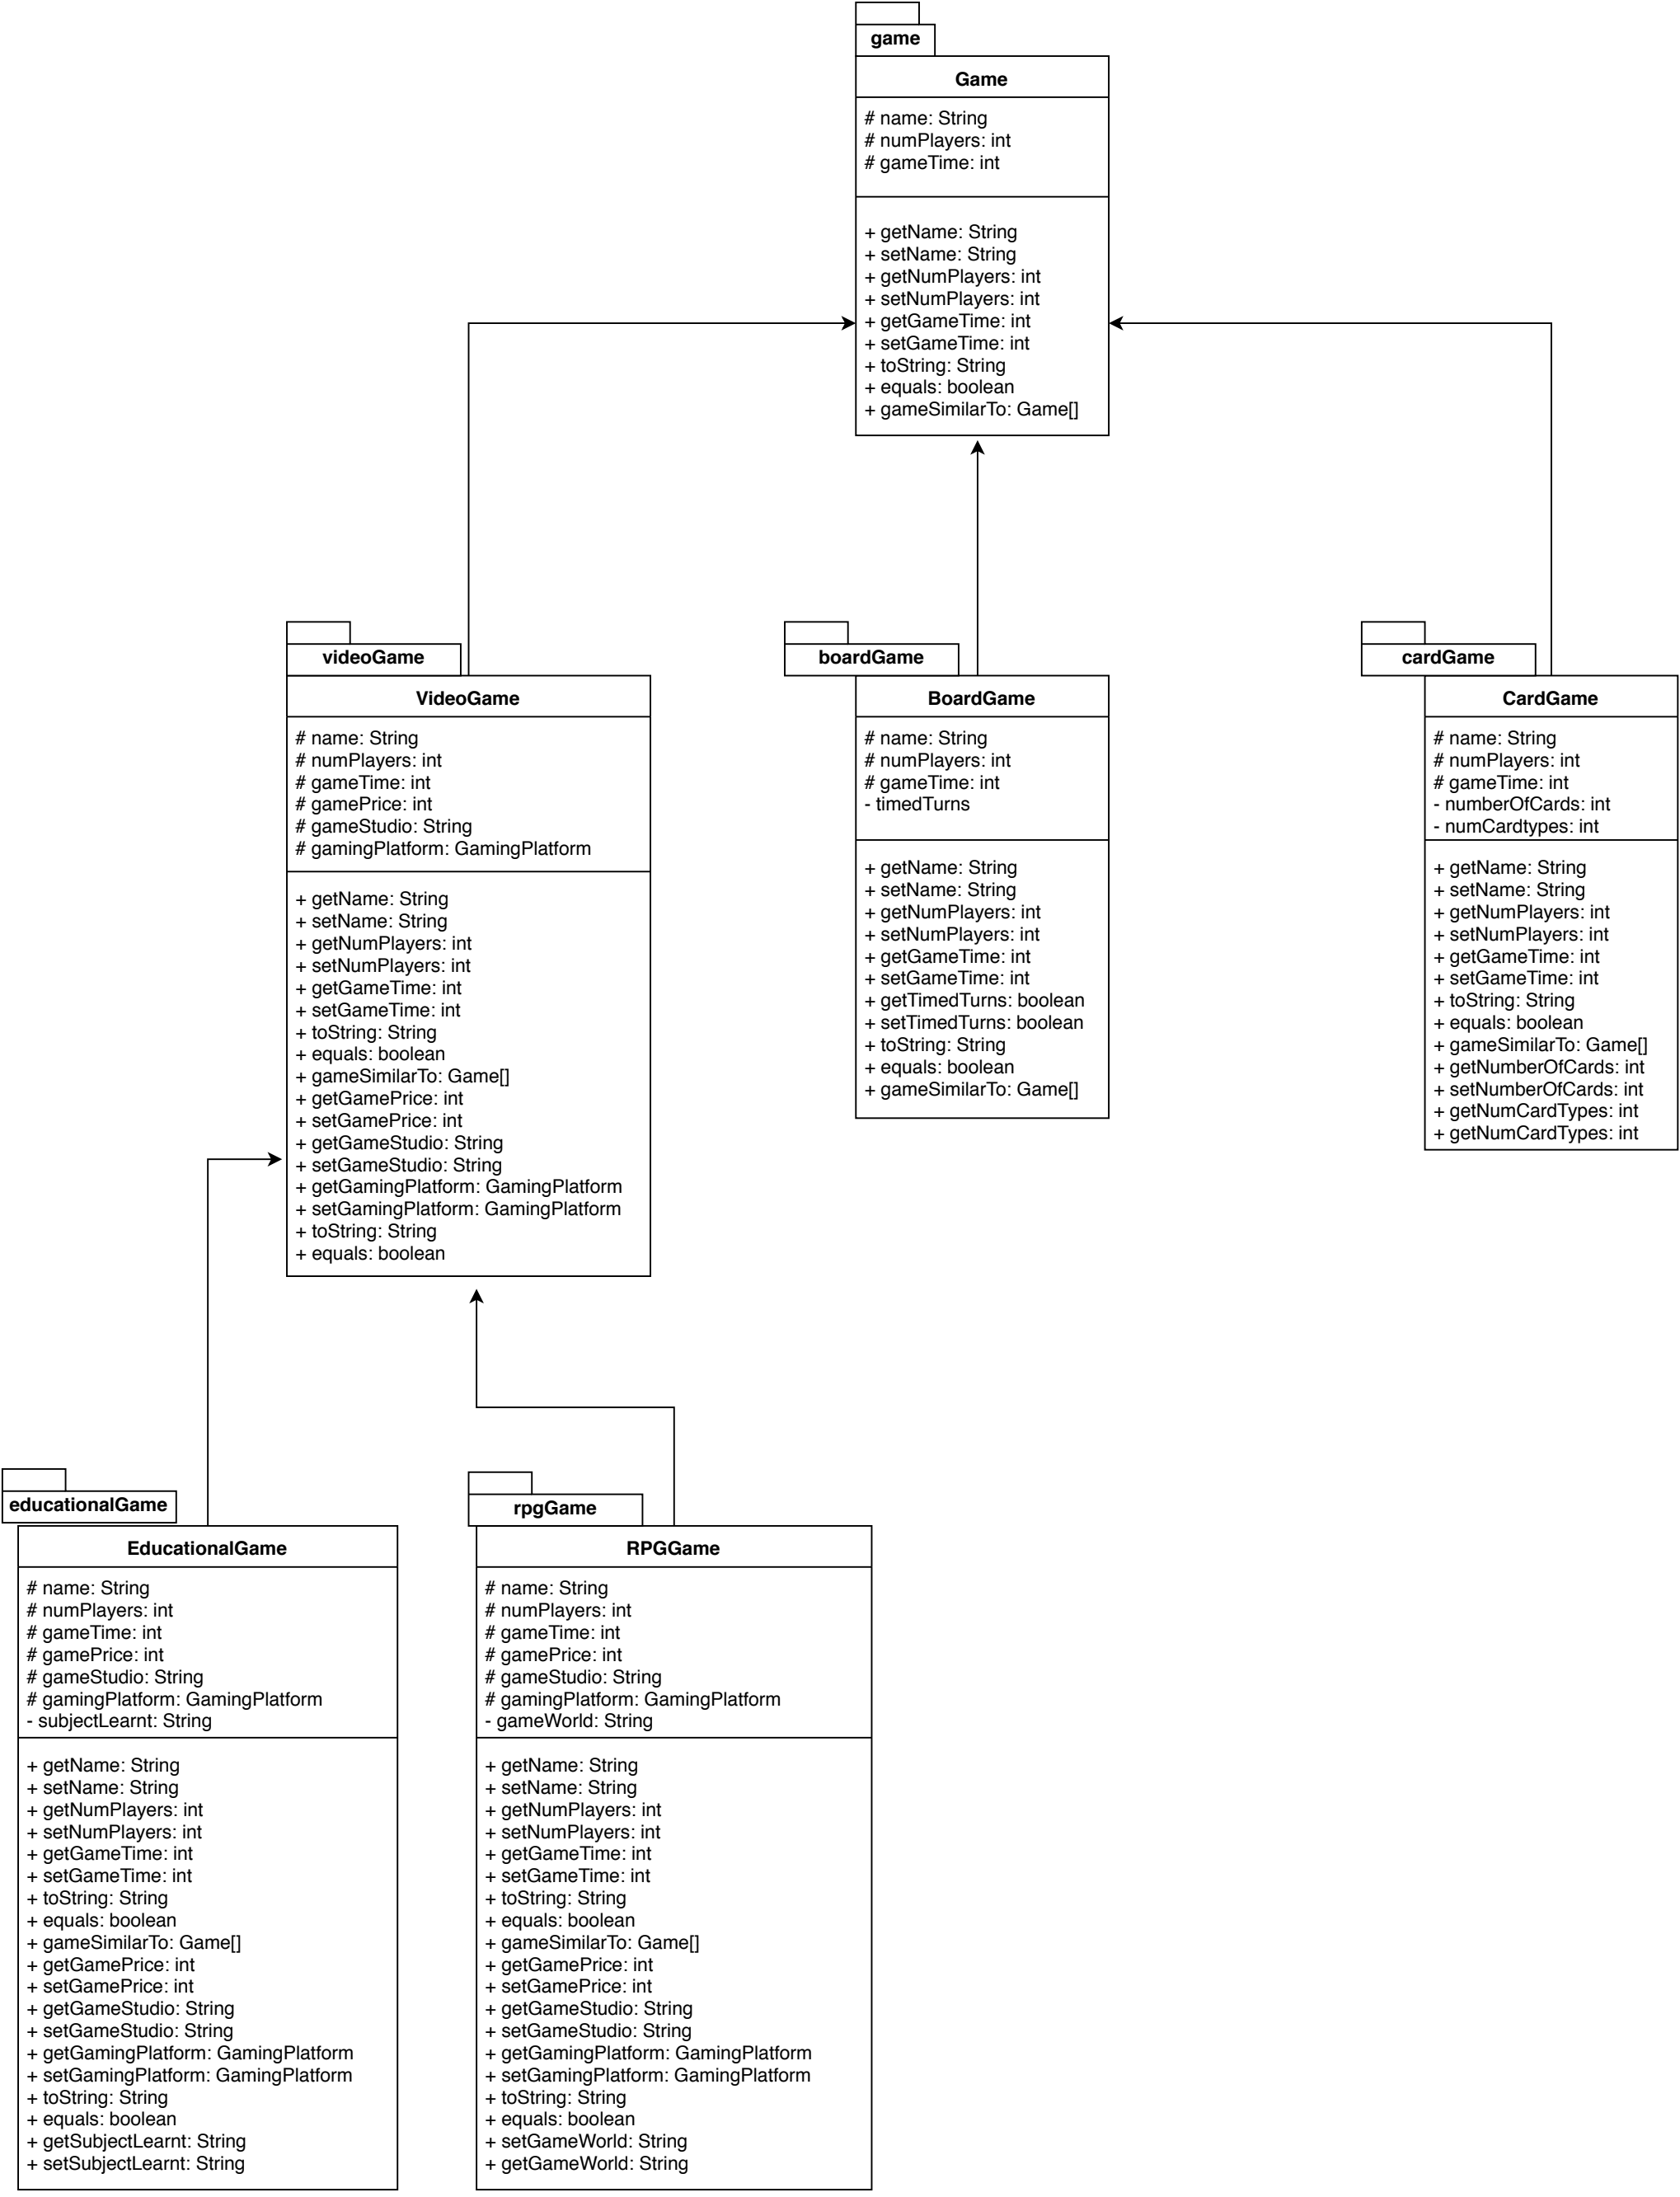 game
Game
# name: String
# numPlayers: int
# gameTime: int
+ getName: String
+ setName: String
+ getNumPlayers: int
+ setNumPlayers: int
+ getGameTime: int
+ setGameTime: int
+ toString: String
+ equals: boolean
+ gameSimilarTo: Game[]
videoGame
VideoGame
# name: String
# numPlayers: int
# gameTime: int
# gamePrice: int
# gameStudio: String
# gamingPlatform: GamingPlatform
+ getName: String
+ setName: String
+ getNumPlayers: int
+ setNumPlayers: int
+ getGameTime: int
+ setGameTime: int
+ toString: String
+ equals: boolean
+ gameSimilarTo: Game[]
+ getGamePrice: int
+ setGamePrice: int
+ getGameStudio: String
+ setGameStudio: String
+ getGamingPlatform: GamingPlatform
+ setGamingPlatform: GamingPlatform
+ toString: String
+ equals: boolean
boardGame
BoardGame
# name: String
# numPlayers: int
# gameTime: int
- timedTurns
+ getName: String
+ setName: String
+ getNumPlayers: int
+ setNumPlayers: int
+ getGameTime: int
+ setGameTime: int
+ getTimedTurns: boolean
+ setTimedTurns: boolean
+ toString: String
+ equals: boolean
+ gameSimilarTo: Game[]
cardGame
CardGame
# name: String
# numPlayers: int
# gameTime: int
- numberOfCards: int
- numCardtypes: int
+ getName: String
+ setName: String
+ getNumPlayers: int
+ setNumPlayers: int
+ getGameTime: int
+ setGameTime: int
+ toString: String
+ equals: boolean
+ gameSimilarTo: Game[]
+ getNumberOfCards: int
+ setNumberOfCards: int
+ getNumCardTypes: int
+ getNumCardTypes: int
educationalGame
EducationalGame
# name: String
# numPlayers: int
# gameTime: int
# gamePrice: int
# gameStudio: String
# gamingPlatform: GamingPlatform
- subjectLearnt: String
+ getName: String
+ setName: String
+ getNumPlayers: int
+ setNumPlayers: int
+ getGameTime: int
+ setGameTime: int
+ toString: String
+ equals: boolean
+ gameSimilarTo: Game[]
+ getGamePrice: int
+ setGamePrice: int
+ getGameStudio: String
+ setGameStudio: String
+ getGamingPlatform: GamingPlatform
+ setGamingPlatform: GamingPlatform
+ toString: String
+ equals: boolean
+ getSubjectLearnt: String
+ setSubjectLearnt: String
rpgGame
RPGGame
# name: String
# numPlayers: int
# gameTime: int
# gamePrice: int
# gameStudio: String
# gamingPlatform: GamingPlatform
- gameWorld: String
+ getName: String
+ setName: String
+ getNumPlayers: int
+ setNumPlayers: int
+ getGameTime: int
+ setGameTime: int
+ toString: String
+ equals: boolean
+ gameSimilarTo: Game[]
+ getGamePrice: int
+ setGamePrice: int
+ getGameStudio: String
+ setGameStudio: String
+ getGamingPlatform: GamingPlatform
+ setGamingPlatform: GamingPlatform
+ toString: String
+ equals: boolean
+ setGameWorld: String
+ getGameWorld: String